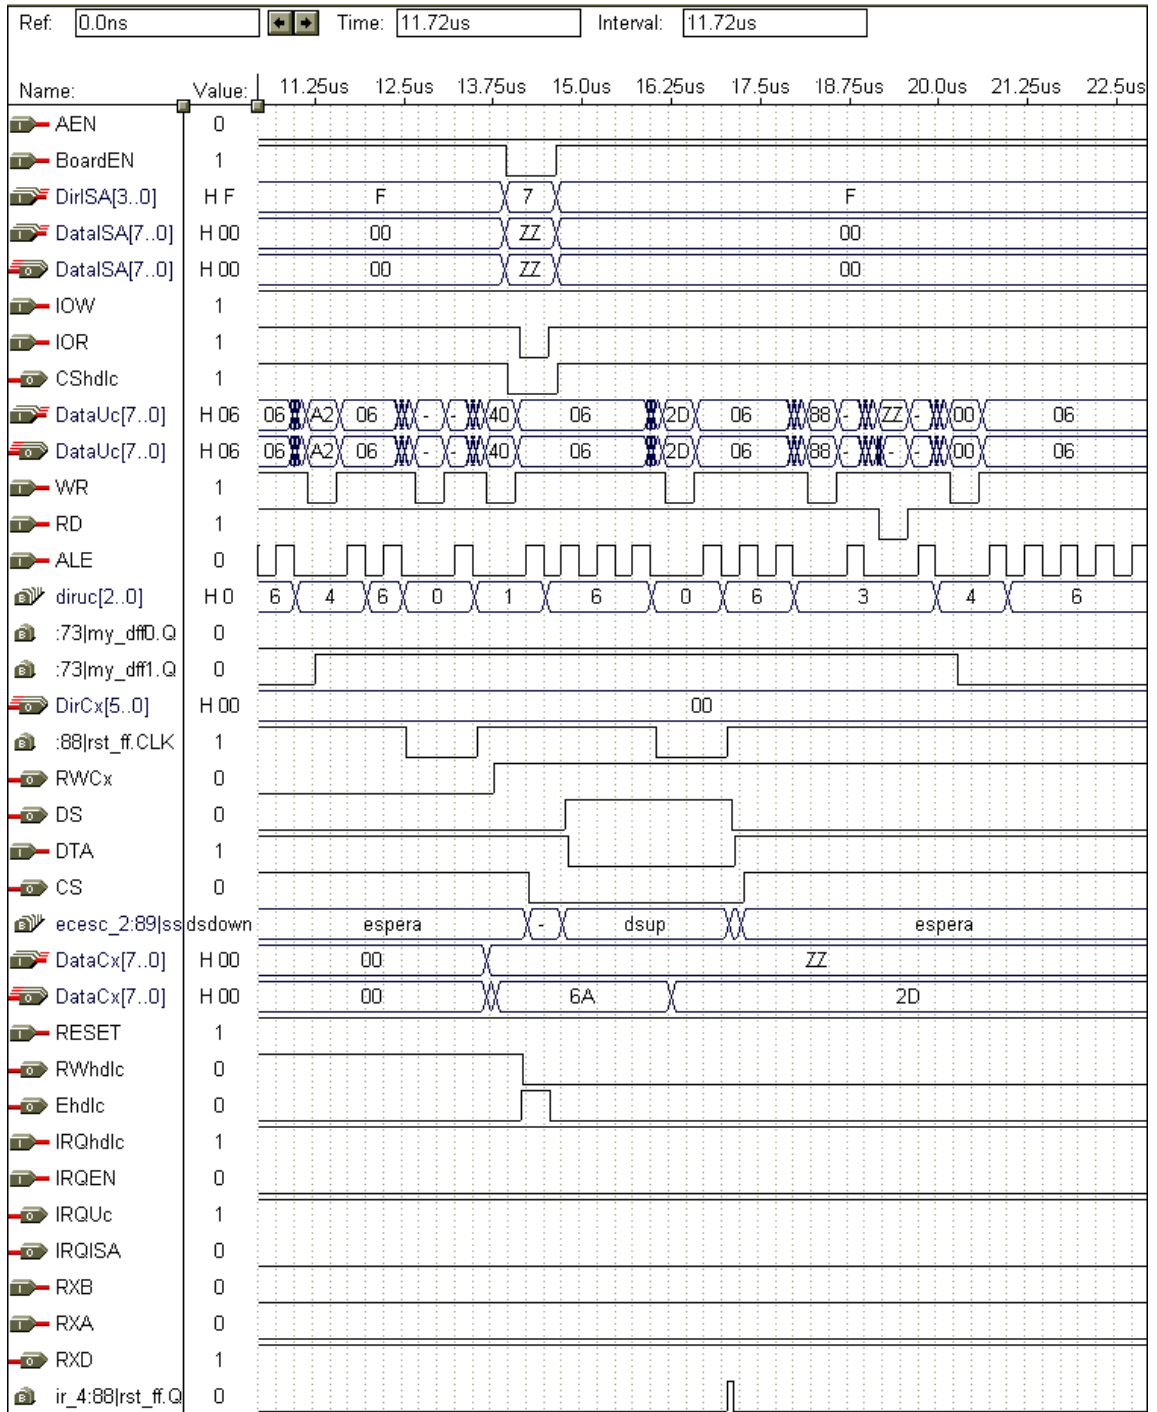 Ref: 0.0ns Time: 11.72us Interval: 11.72us
Name: Value: 11.25us 12.5us 13.75us 15.0us 16.25us 17.5us 18.75us 20.0us 21.25us 22.5us
AEN 0
BoardEN 1
DirISA[3..0] H F F 7 F
DataISA[7..0] H 00 00 ZZ 00
DataISA[7..0] H 00 00 ZZ 00
IOW 1
IOR 1
CShdlc 1
DataUc[7..0] H 06 06 A2 06 - - 40 06 2D 06 88 - ZZ - 00 06
DataUc[7..0] H 06 06 A2 06 - - 40 06 2D 06 88 - - - 00 06
WR 1
RD 1
ALE 0
diruc[2..0] H 0 6 4 6 0 1 6 0 6 3 4 6
:73|my_dff0.Q 0
:73|my_dff1.Q 0
DirCx[5..0] H 00 00
:88|rst_ff.CLK 1
RWCx 0
DS 0
DTA 1
CS 0
ecesc_2:89|ss dsdown espera - dsup espera
DataCx[7..0] H 00 00 ZZ
DataCx[7..0] H 00 00 6A 2D
RESET 1
RWhdlc 0
Ehdlc 0
IRQhdlc 1
IRQEN 0
IRQUc 1
IRQISA 0
RXB 0
RXA 0
RXD 1
ir_4:88|rst_ff.Q 0